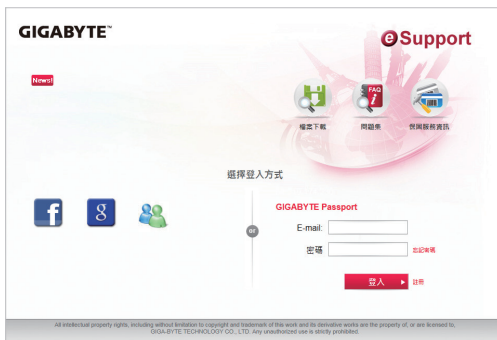 GIGABYTE™
eSupport
News!
FAQ
檔案下載
問題集
保固服務資訊
選擇登入方式
GIGABYTE Passport
or
E-mail:
密碼
忘記密碼
登入
註冊
All intellectual property rights, including without limitation to copyright and trademark of this work and its derivative works are the property of, or are licensed to,
GIGA-BYTE TECHNOLOGY CO., LTD. Any unauthorized use is strictly prohibited.